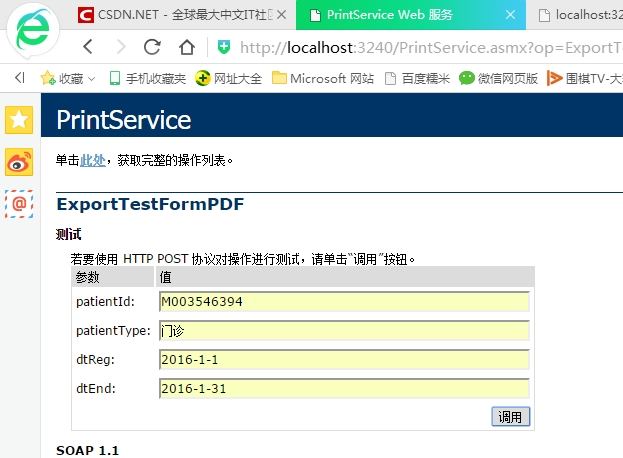 CSDN.NET - 全球最大中文IT社区
PrintService Web 服务
localhost:32
http://localhost:3240/PrintService.asmx?op=ExportTe
收藏
手机收藏夹
网址大全
Microsoft 网站
百度糯米
微信网页版
围棋TV-大
PrintService
单击此处，获取完整的操作列表。
ExportTestFormPDF
测试
若要使用 HTTP POST 协议对操作进行测试，请单击“调用”按钮。
参数 值
patientId: M003546394
patientType: 门诊
dtReg: 2016-1-1
dtEnd: 2016-1-31
调用
SOAP 1.1